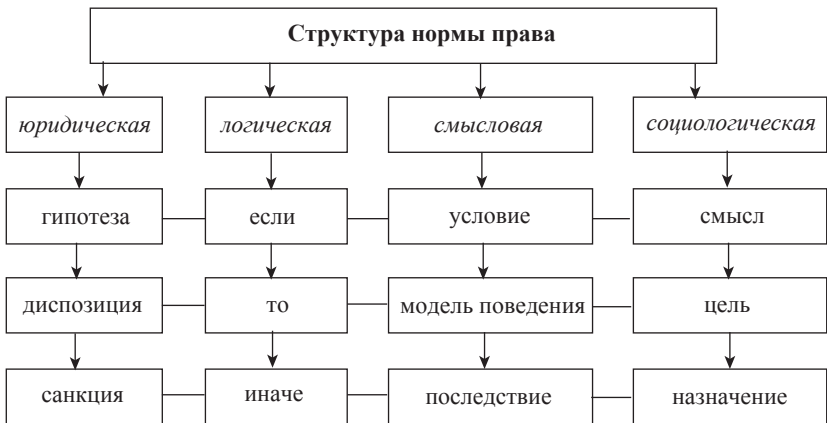 Структура нормы права
юридическая логическая смысловая социологическая
гипотеза если условие смысл
диспозиция то модель поведения цель
санкция иначе последствие назначение